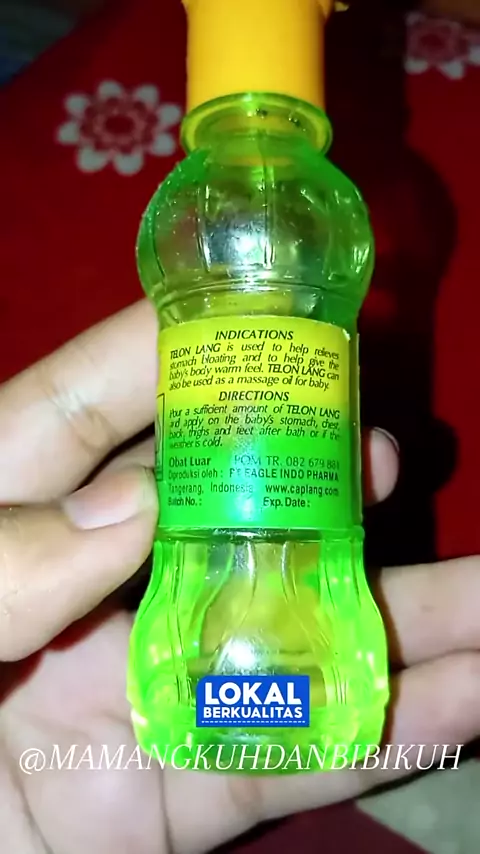 INDICATIONS
TELON LANG is used to help relieves
stomach bloating and to help give the
baby's body warm feel. TELON LANG can
also be used as a massage oil for baby.
DIRECTIONS
Pour a sufficient amount of TELON LANG
and apply on the baby's stomach, chest,
back, thighs and feet after bath or if the
weather is cold.
Obat Luar POM TR. 082 679 881
Diproduksi oleh : PT EAGLE INDO PHARMA
Tangerang, Indonesia www.caplang.com
Batch No.: Exp. Date:
LOKAL
BERKUALITAS
@MAMANGKUHDANBIBIKUH